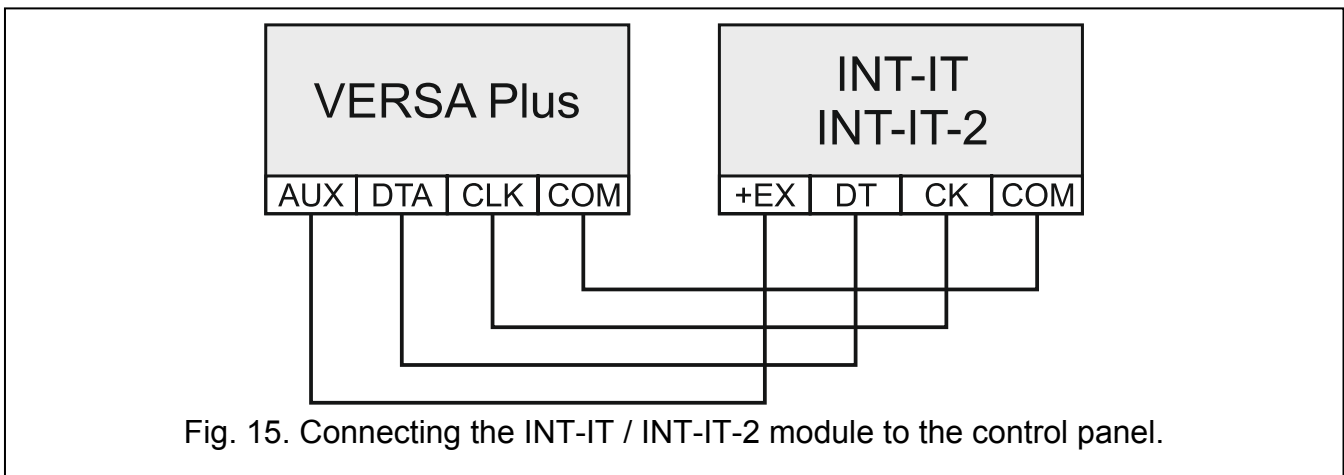 VERSA Plus
INT-IT
INT-IT-2
AUX DTA CLK COM
+EX DT CK COM
Fig. 15. Connecting the INT-IT / INT-IT-2 module to the control panel.